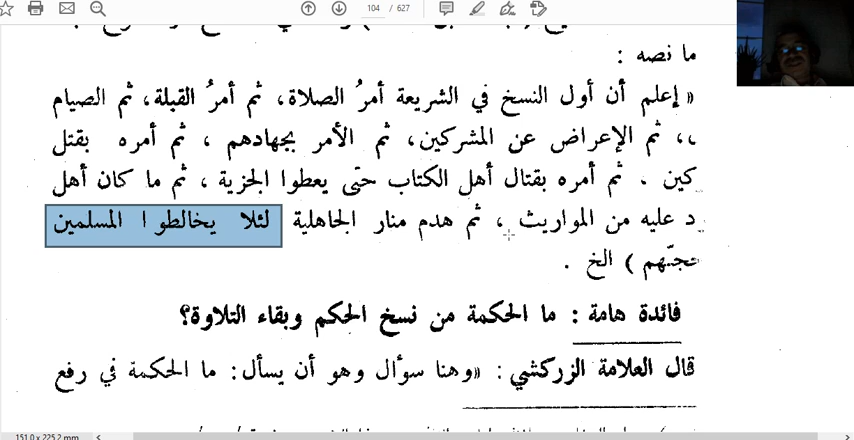 104 / 627
ما نصه :
« إعلم أن أول النسخ في الشريعة أمرُ الصلاة، ثم أمرُ القبلة، ثم الصيام
ثم الإعراض عن المشركين، ثم الأمر بجهادهم ، ثم أمره بقتل
كين . ثم أمره بقتال أهل الكتاب حتى يعطوا الجزية ، ثم ما كان أهل
د عليه من المواريث ، ثم هدم منار الجاهلية لئلا يخالطوا المسلمين
حجّهم ) الخ .
فائدة هامة : ما الحكمة من نسخ الحكم وبقاء التلاوة؟
قال العلامة الزركشي : «وهنا سؤال وهو أن يسأل: ما الحكمة في رفع
151.0 x 225.2 mm